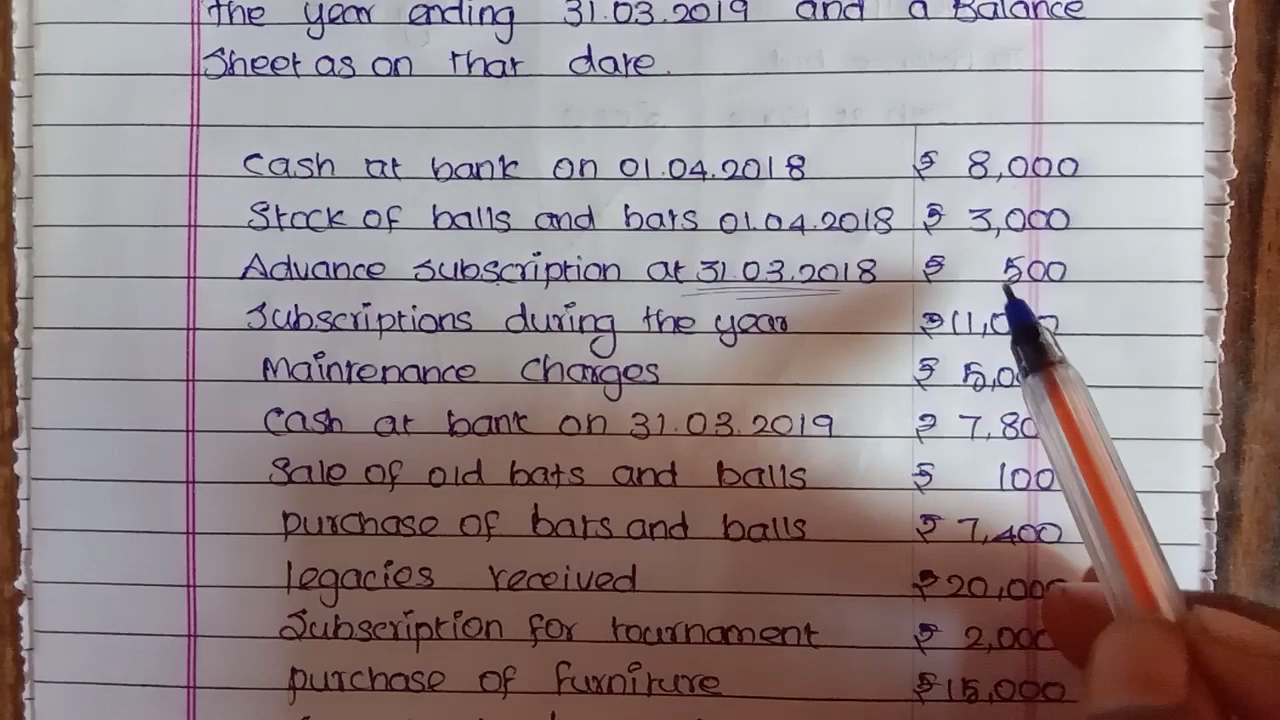 the year ending 31.03.2019 and a Balance
Sheet as on that date.
Cash at bank on 01.04.2018 ₹ 8,000
Stock of balls and bats 01.04.2018 ₹ 3,000
Advance subscription at 31.03.2018 ₹ 500
Subscriptions during the year
Maintenance charges
Cash at bank on 31.03.2019
Sale of old bats and balls ₹ 100
purchase of bats and balls ₹ 7,400
legacies received ₹20,000
Subscription for tournament ₹ 2,000
purchase of furniture ₹15,000